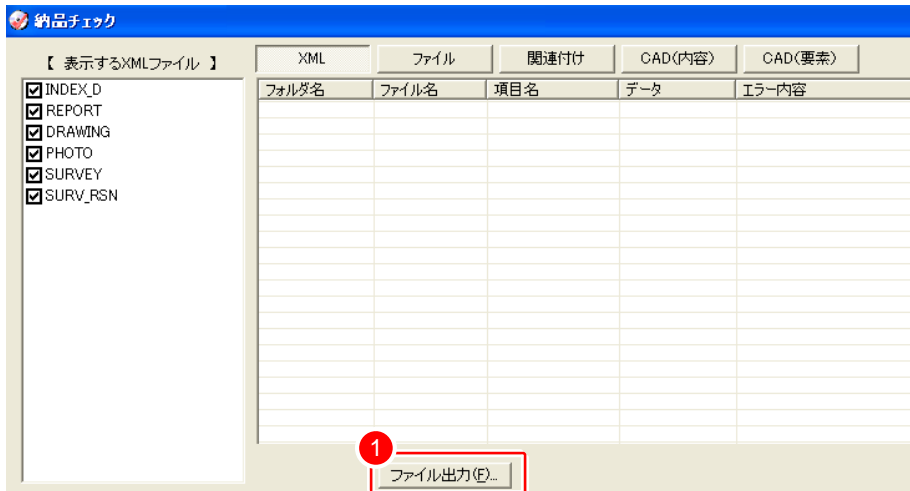 納品チェック
【 表示するXMLファイル 】
XML ファイル 関連付け CAD(内容) CAD(要素)
INDEX_D
REPORT
DRAWING
PHOTO
SURVEY
SURV_RSN
フォルダ名 ファイル名 項目名 データ エラー内容
1
ファイル出力(F)...